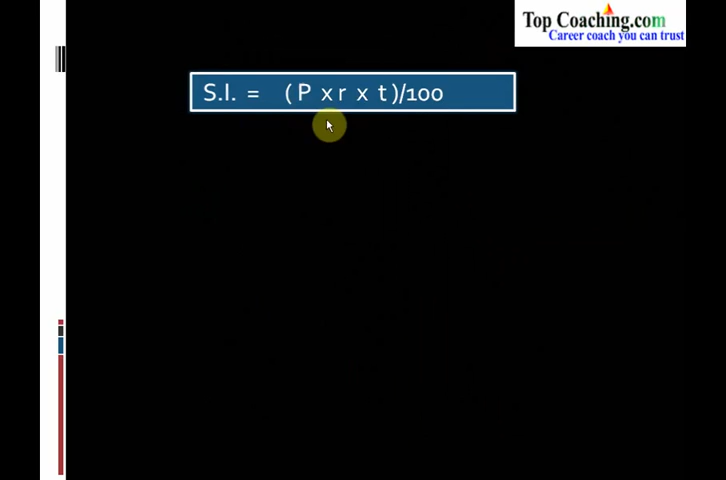 Top Coaching.com
Career coach you can trust
S.I. = (P x r x t)/100